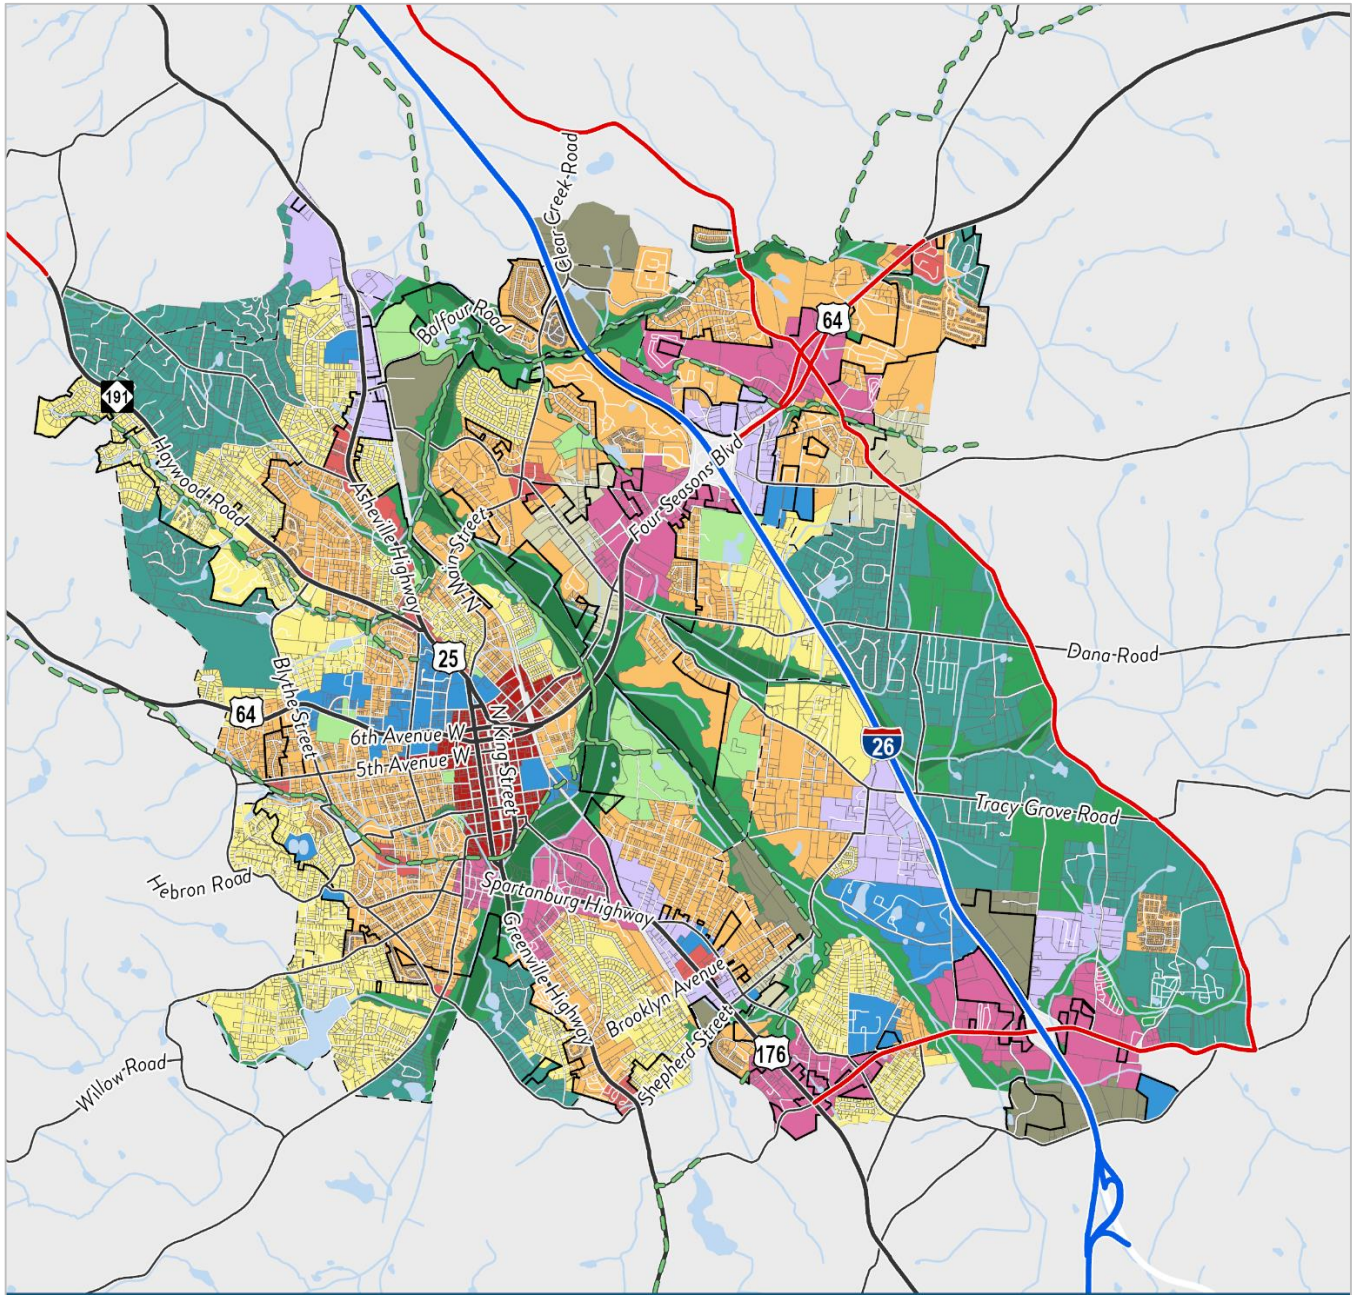 Clear Creek Road
Balfour Road
64
191
Haywood Road
Asheville Highway
N Main Street
Four Seasons Blvd
25
Dana Road
Blythe Street
64
6th Avenue W
5th Avenue W
N King Street
26
Tracy Grove Road
Hebron Road
Spartanburg Highway
Greenville Highway
Brooklyn Avenue
Shepherd Street
176
Willow Road